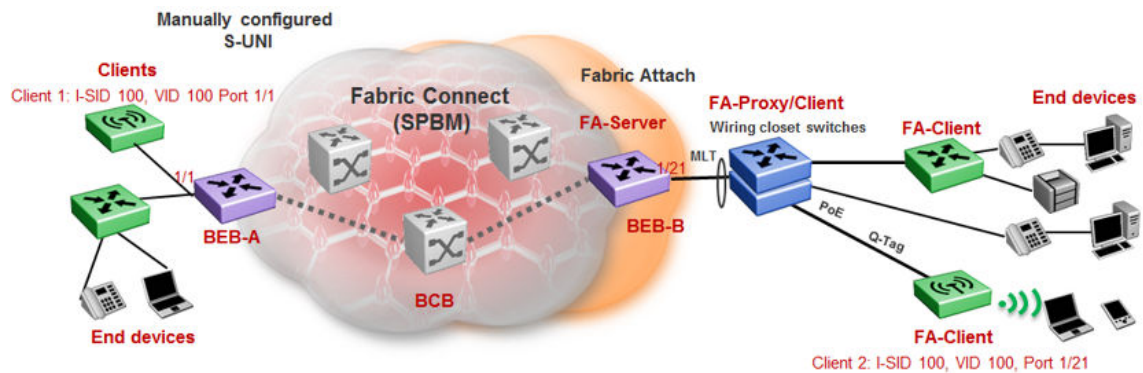 Manually configured
S-UNI
Clients
Client 1: I-SID 100, VID 100 Port 1/1
Fabric Connect
(SPBM)
Fabric Attach
FA-Server
FA-Proxy/Client
Wiring closet switches
End devices
FA-Client
MLT
1/21
1/1
BEB-A
BEB-B
PoE
Q-Tag
BCB
End devices
FA-Client
Client 2: I-SID 100, VID 100, Port 1/21